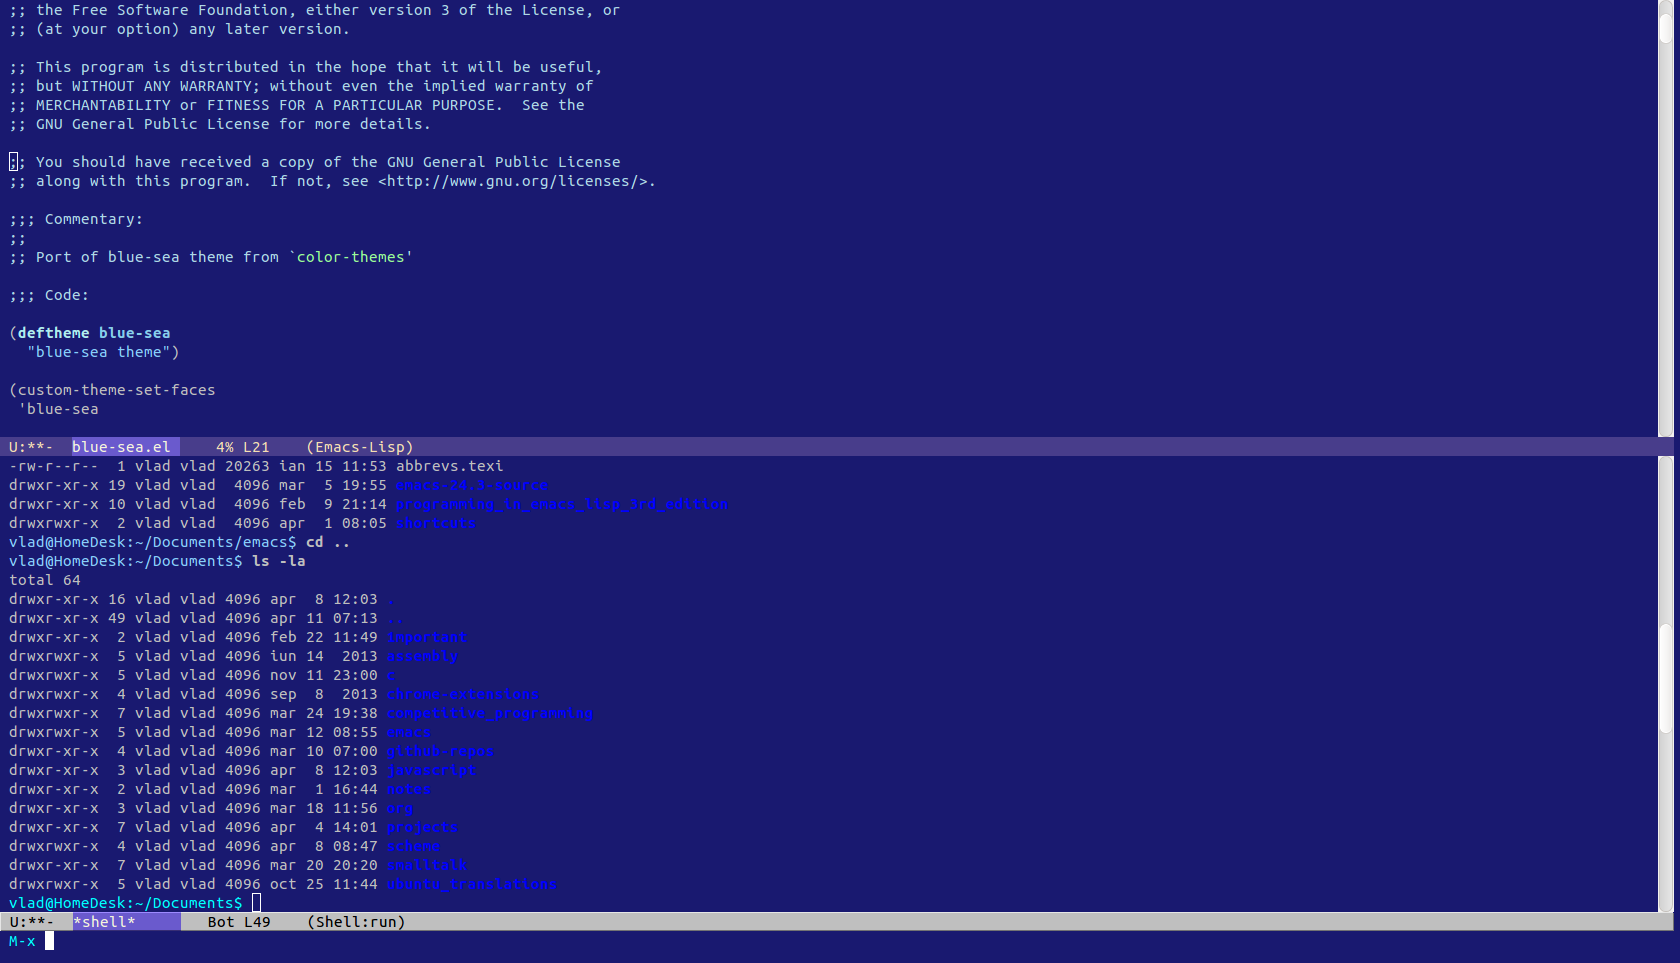 ;; the Free Software Foundation, either version 3 of the License, or
;; (at your option) any later version.
;; This program is distributed in the hope that it will be useful,
;; but WITHOUT ANY WARRANTY; without even the implied warranty of
;; MERCHANTABILITY or FITNESS FOR A PARTICULAR PURPOSE.  See the
;; GNU General Public License for more details.
;; You should have received a copy of the GNU General Public License
;; along with this program.  If not, see <http://www.gnu.org/licenses/>.
;;; Commentary:
;;
;; Port of blue-sea theme from `color-themes'
;;; Code:
(deftheme blue-sea
  "blue-sea theme")
(custom-theme-set-faces
 'blue-sea
U:**-  blue-sea.el     4% L21    (Emacs-Lisp)
-rw-r--r--  1 vlad vlad 20263 ian 15 11:53 abbrevs.texi
drwxr-xr-x 19 vlad vlad  4096 mar  5 19:55 emacs-24.3-source
drwxr-xr-x 10 vlad vlad  4096 feb  9 21:14 programming_in_emacs_lisp_3rd_edition
drwxrwxr-x  2 vlad vlad  4096 apr  1 08:05 shortcuts
vlad@HomeDesk:~/Documents/emacs$ cd ..
vlad@HomeDesk:~/Documents$ ls -la
total 64
drwxr-xr-x 16 vlad vlad 4096 apr  8 12:03 .
drwxr-xr-x 49 vlad vlad 4096 apr 11 07:13 ..
drwxr-xr-x  2 vlad vlad 4096 feb 22 11:49 important
drwxrwxr-x  5 vlad vlad 4096 iun 14  2013 assembly
drwxrwxr-x  5 vlad vlad 4096 nov 11 23:00 c
drwxrwxr-x  4 vlad vlad 4096 sep  8  2013 chrome-extensions
drwxrwxr-x  7 vlad vlad 4096 mar 24 19:38 competitive_programming
drwxrwxr-x  5 vlad vlad 4096 mar 12 08:55 emacs
drwxrwxr-x  4 vlad vlad 4096 mar 10 07:00 github-repos
drwxrwxr-x  3 vlad vlad 4096 apr  8 12:03 javascript
drwxr-xr-x  2 vlad vlad 4096 mar  1 16:44 notes
drwxr-xr-x  3 vlad vlad 4096 mar 18 11:56 org
drwxr-xr-x  7 vlad vlad 4096 apr  4 14:01 projects
drwxrwxr-x  4 vlad vlad 4096 apr  8 08:47 scheme
drwxr-xr-x  7 vlad vlad 4096 mar 20 20:20 smalltalk
drwxrwxr-x  5 vlad vlad 4096 oct 25 11:44 ubuntu_translations
vlad@HomeDesk:~/Documents$
U:**-  *shell*        Bot L49    (Shell:run)
M-x